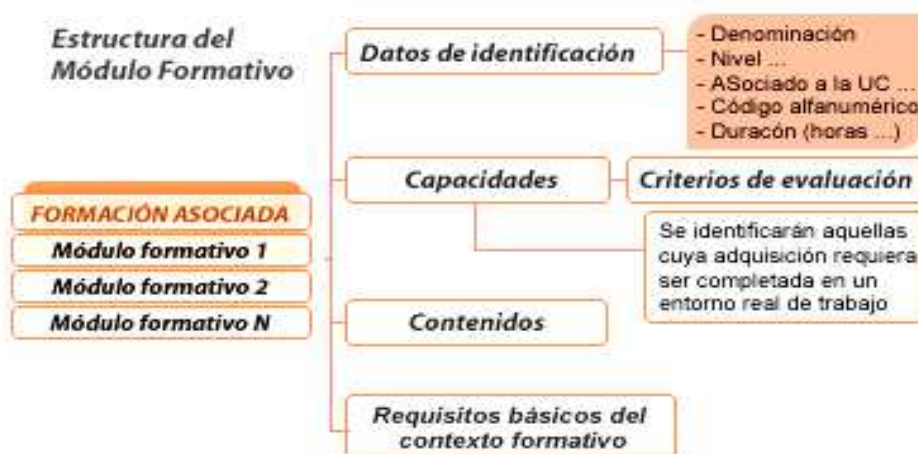 Estructura del
Módulo Formativo
FORMACIÓN ASOCIADA
Módulo formativo 1
Módulo formativo 2
Módulo formativo N
Datos de identificación
- Denominación
- Nivel ...
- ASociado a la UC ...
- Código alfanumérico
- Duracón (horas ...)
Capacidades
Criterios de evaluación
Se identificarán aquellas
cuya adquisición requiera
ser completada en un
entorno real de trabajo
Contenidos
Requisitos básicos del
contexto formativo